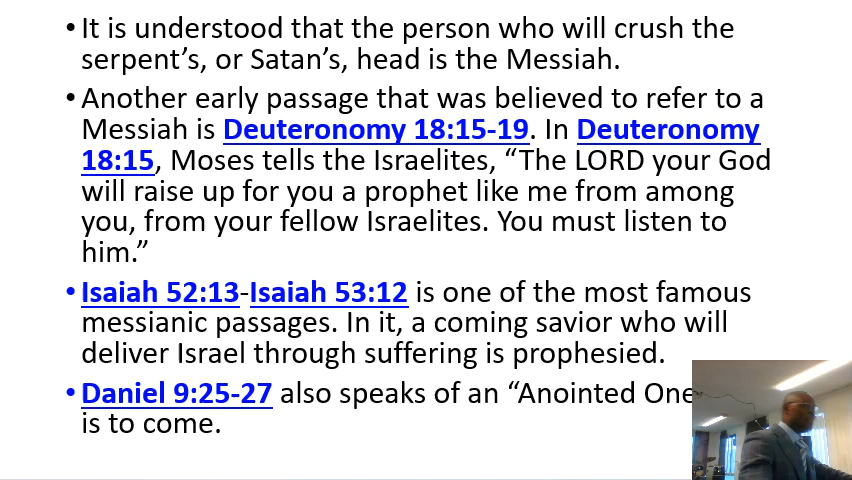 • It is understood that the person who will crush the
serpent’s, or Satan’s, head is the Messiah.
• Another early passage that was believed to refer to a
Messiah is Deuteronomy 18:15-19. In Deuteronomy
18:15, Moses tells the Israelites, “The LORD your God
will raise up for you a prophet like me from among
you, from your fellow Israelites. You must listen to
him.”
• Isaiah 52:13-Isaiah 53:12 is one of the most famous
messianic passages. In it, a coming savior who will
deliver Israel through suffering is prophesied.
• Daniel 9:25-27 also speaks of an “Anointed One
is to come.